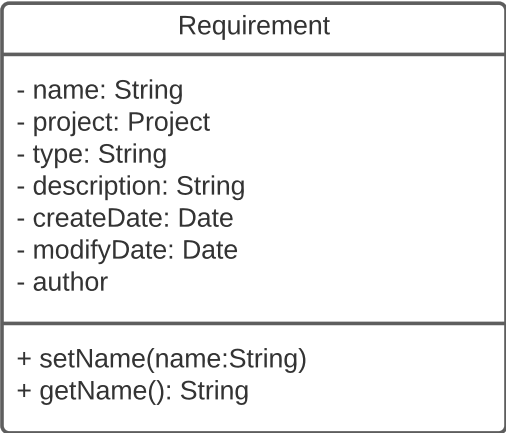 Requirement
- name: String
- project: Project
- type: String
- description: String
- createDate: Date
- modifyDate: Date
- author
+ setName(name:String)
+ getName(): String